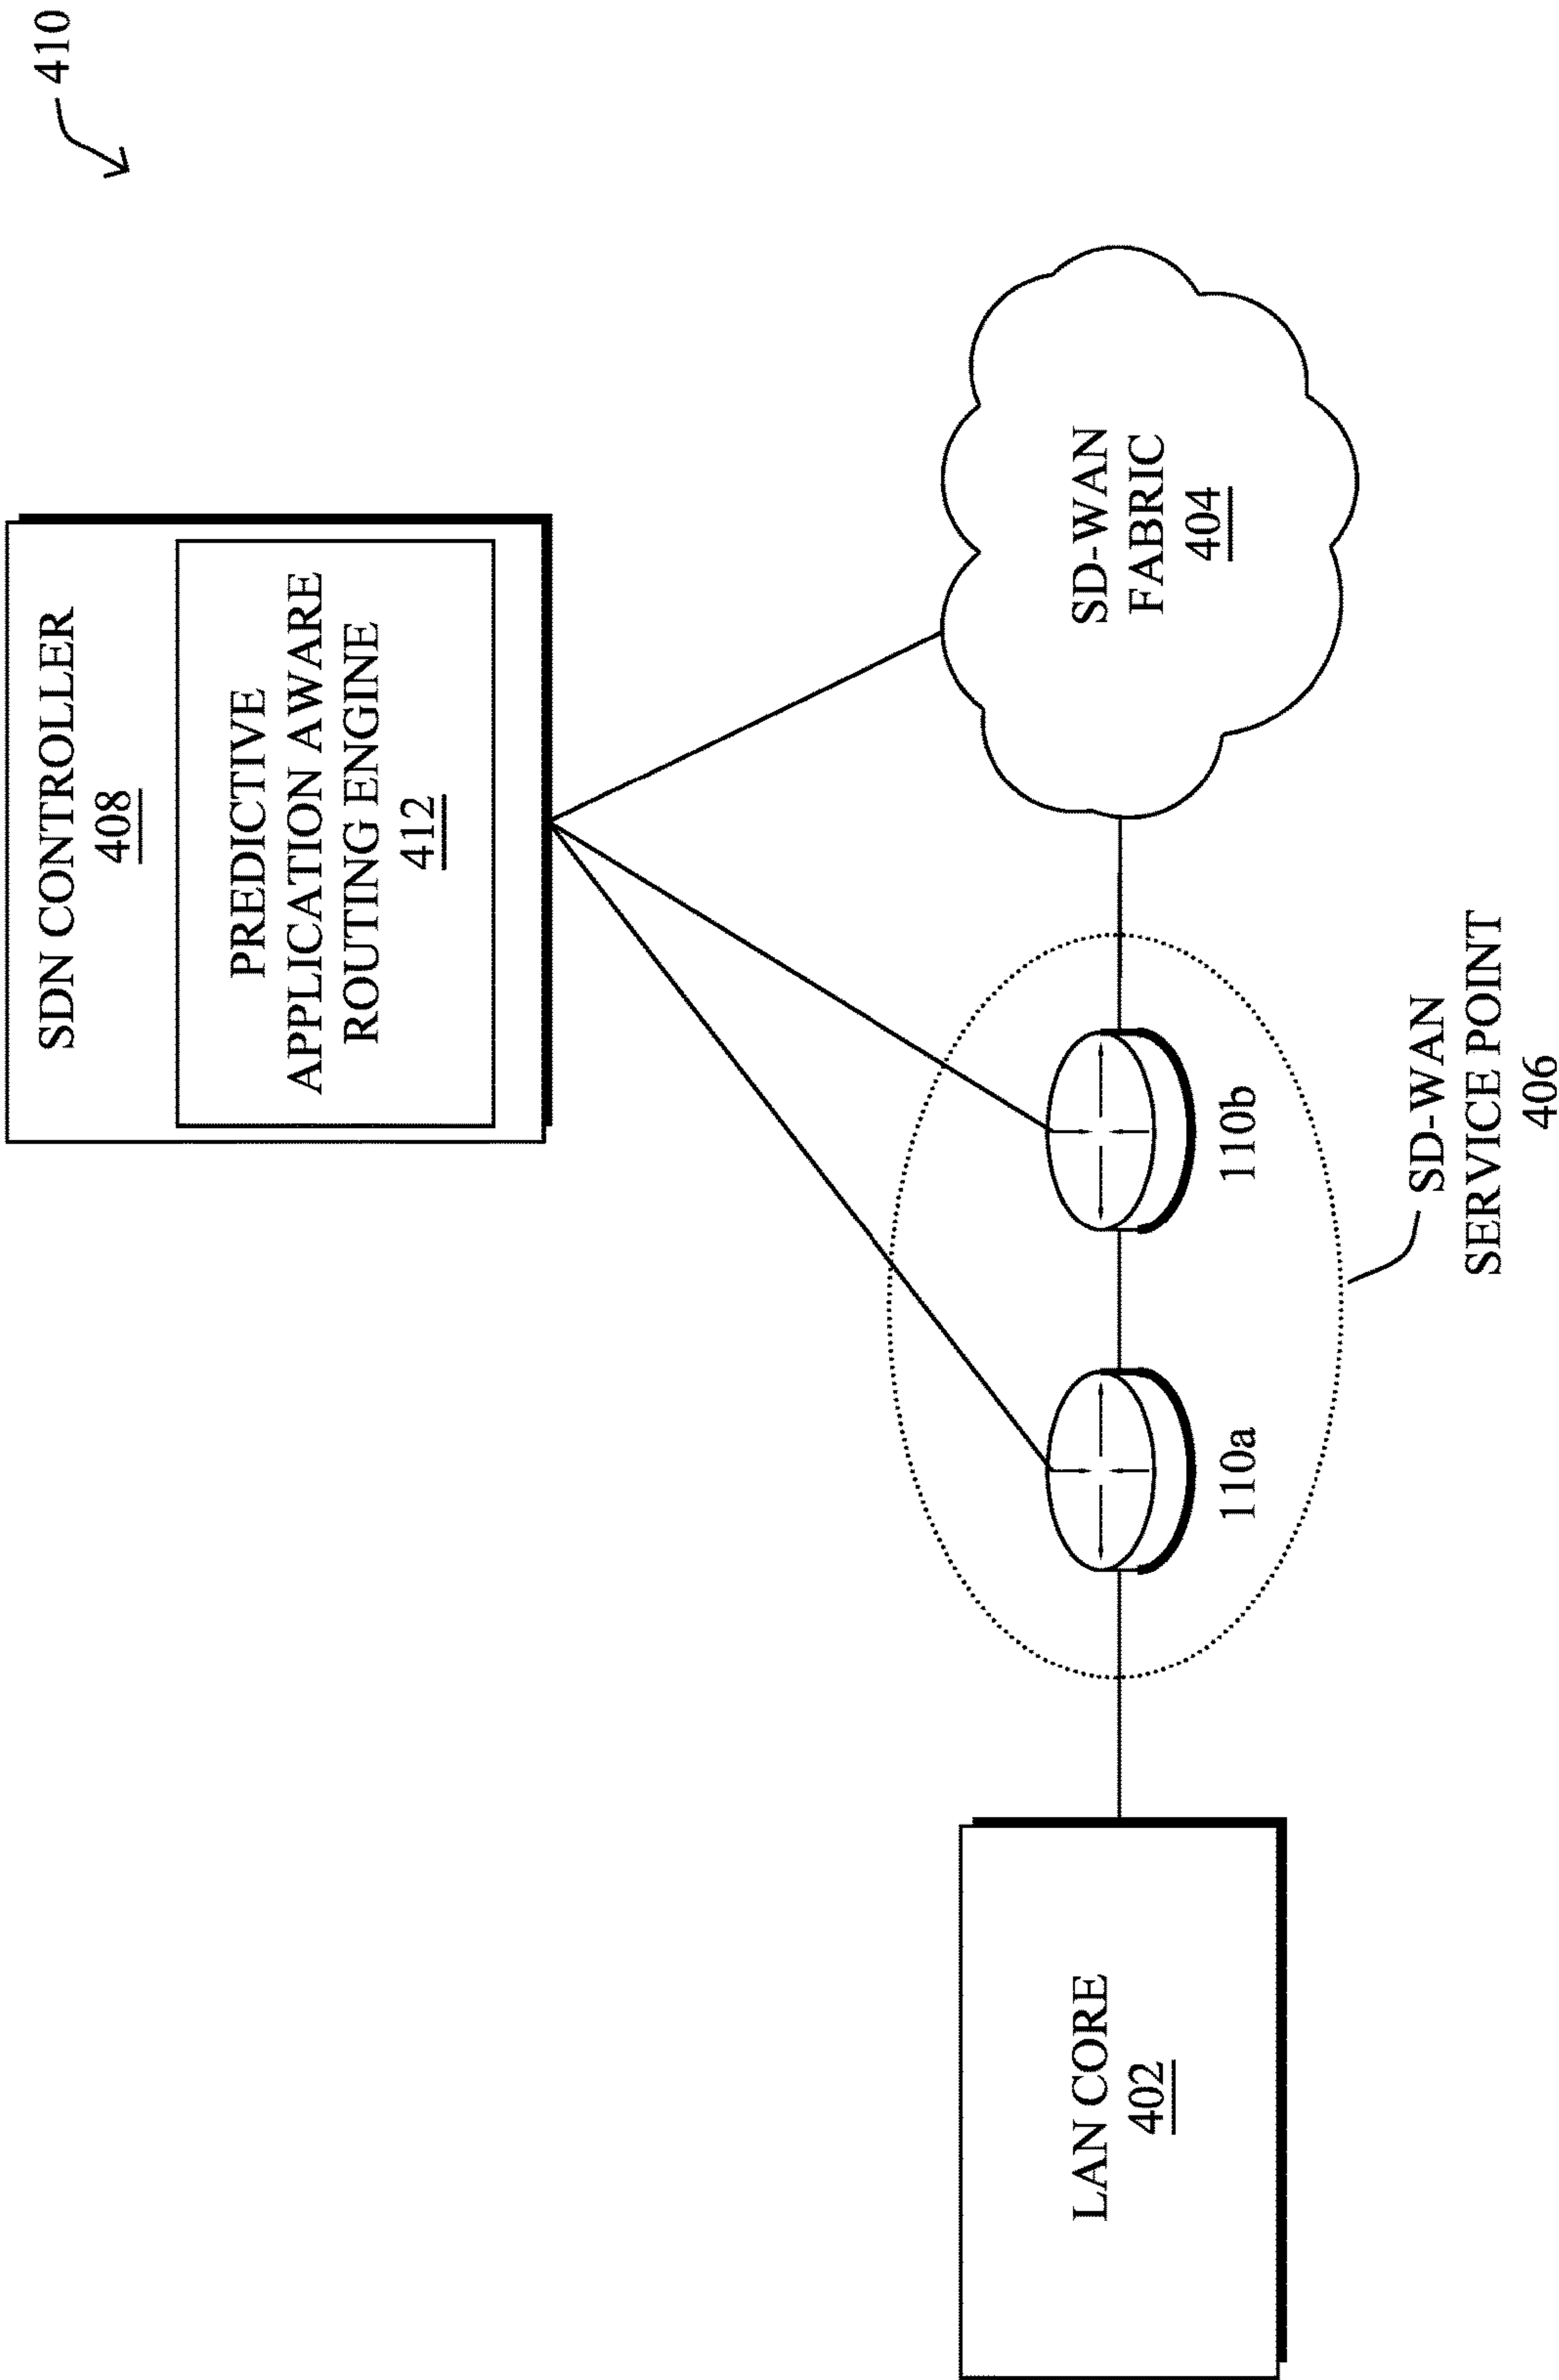 410
SDN CONTROLLER
408
PREDICTIVE
APPLICATION AWARE
ROUTING ENGINE
412
LAN CORE
402
110a
110b
SD-WAN
FABRIC
404
SD-WAN
SERVICE POINT
406